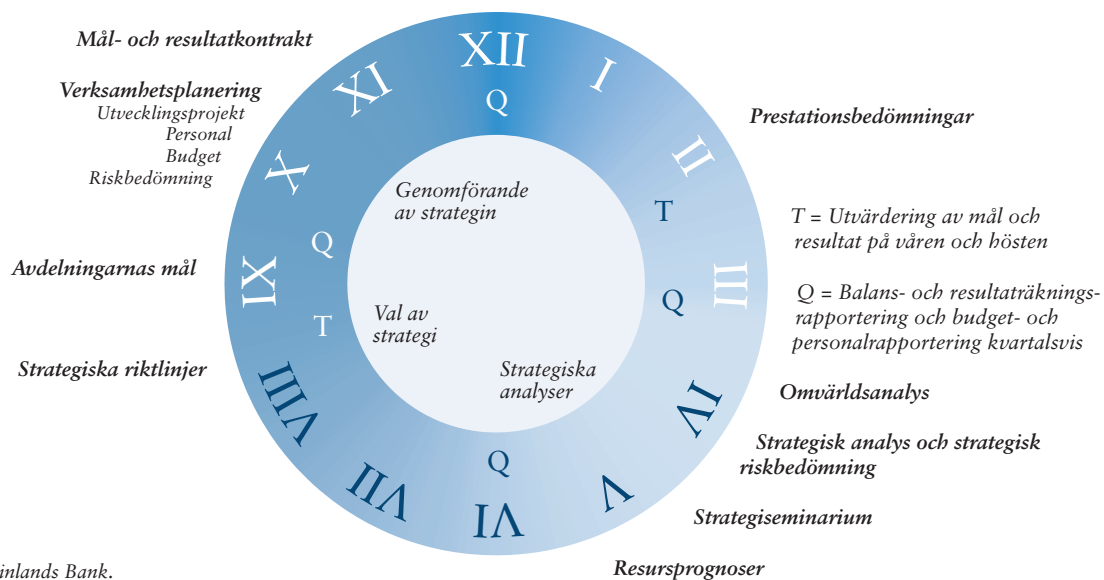 Mål- och resultatkontrakt
Verksamhetsplanering
Utvecklingsprojekt
Personal
Budget
Riskbedömning
Avdelningarnas mål
Strategiska riktlinjer
XII
I
II
III
IV
V
VI
VII
VIII
IX
X
XI
Q
T
Q
Q
T
Q
Genomförande
av strategin
Val av
strategi
Strategiska
analyser
Prestationsbedömningar
T = Utvärdering av mål och
resultat på våren och hösten
Q = Balans- och resultaträknings-
rapportering och budget- och
personalrapportering kvartalsvis
Omvärldsanalys
Strategisk analys och strategisk
riskbedömning
Strategiseminarium
Resursprognoser
inlands Bank.